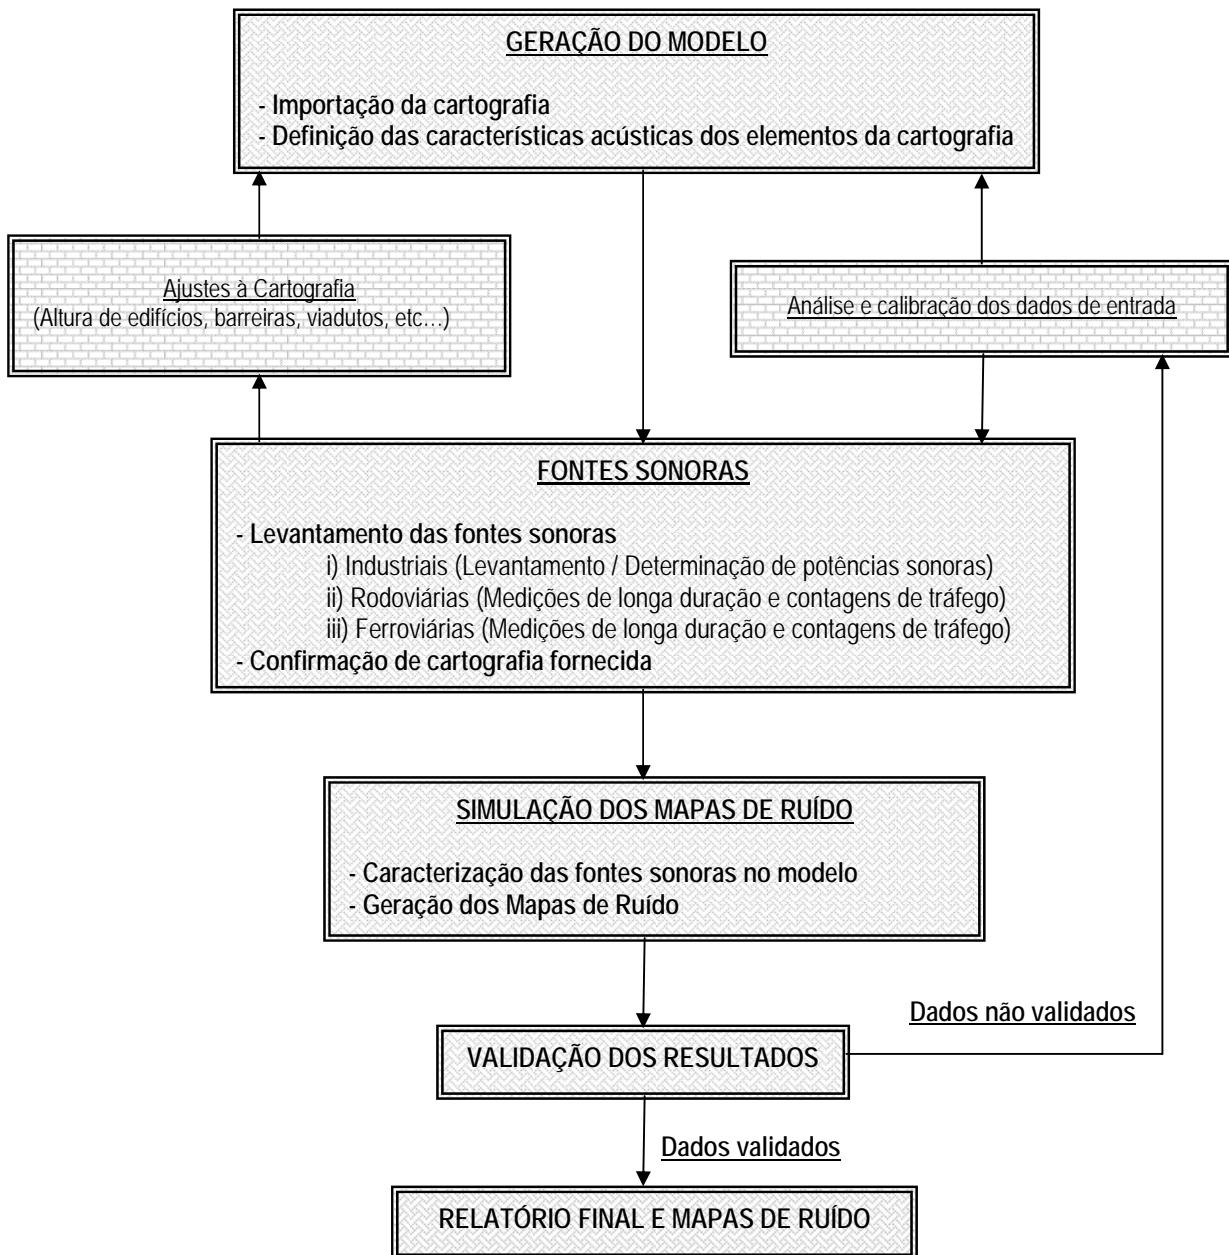 GERAÇÃO DO MODELO
- Importação da cartografia
- Definição das características acústicas dos elementos da cartografia
Ajustes à Cartografia
(Altura de edifícios, barreiras, viadutos, etc…)
Análise e calibração dos dados de entrada
FONTES SONORAS
- Levantamento das fontes sonoras
i) Industriais (Levantamento / Determinação de potências sonoras)
ii) Rodoviárias (Medições de longa duração e contagens de tráfego)
iii) Ferroviárias (Medições de longa duração e contagens de tráfego)
- Confirmação de cartografia fornecida
SIMULAÇÃO DOS MAPAS DE RUÍDO
- Caracterização das fontes sonoras no modelo
- Geração dos Mapas de Ruído
Dados não validados
VALIDAÇÃO DOS RESULTADOS
Dados validados
RELATÓRIO FINAL E MAPAS DE RUÍDO